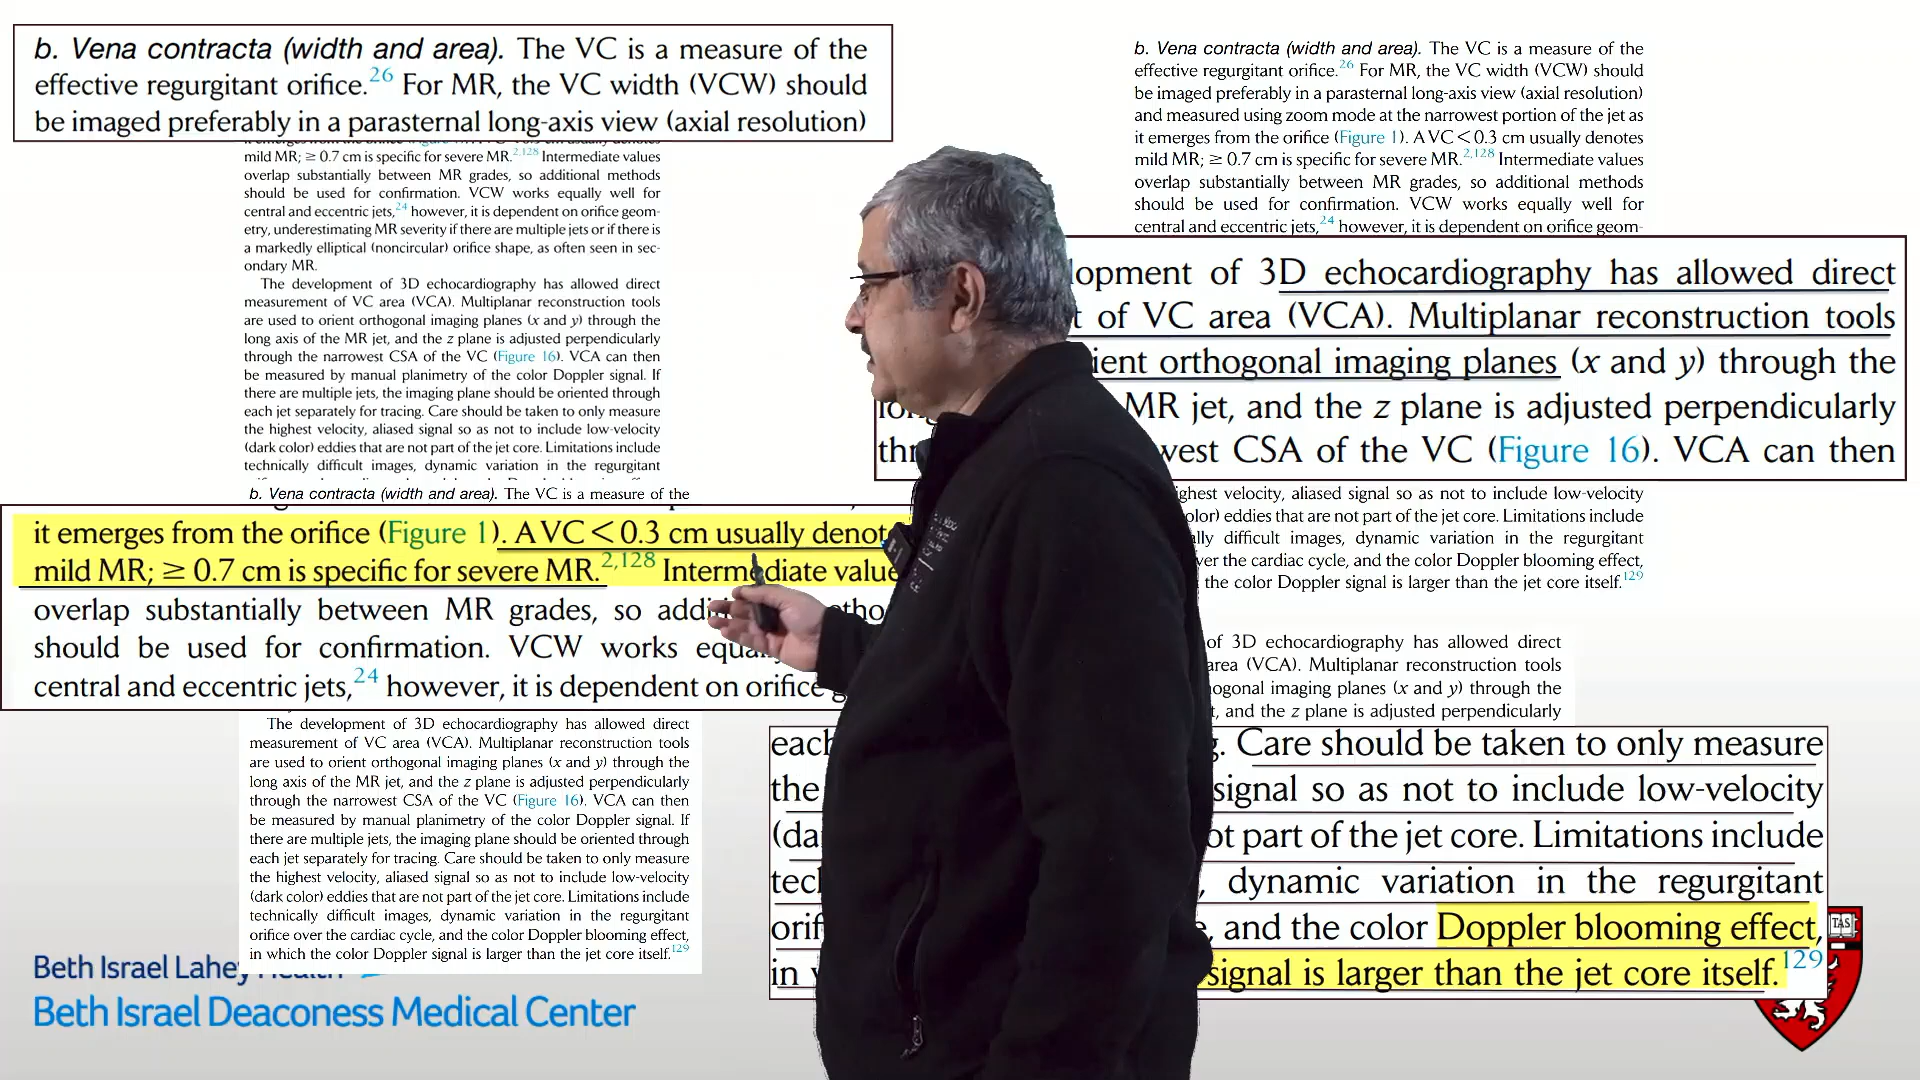 b. Vena contracta (width and area). The VC is a measure of the
effective regurgitant orifice.26 For MR, the VC width (VCW) should
be imaged preferably in a parasternal long-axis view (axial resolution)
mild MR; ≥ 0.7 cm is specific for severe MR.2,128 Intermediate values
overlap substantially between MR grades, so additional methods
should be used for confirmation. VCW works equally well for
central and eccentric jets,24 however, it is dependent on orifice geom-
etry, underestimating MR severity if there are multiple jets or if there is
a markedly elliptical (noncircular) orifice shape, as often seen in sec-
ondary MR.
The development of 3D echocardiography has allowed direct
measurement of VC area (VCA). Multiplanar reconstruction tools
are used to orient orthogonal imaging planes (x and y) through the
long axis of the MR jet, and the z plane is adjusted perpendicularly
through the narrowest CSA of the VC (Figure 16). VCA can then
be measured by manual planimetry of the color Doppler signal. If
there are multiple jets, the imaging plane should be oriented through
each jet separately for tracing. Care should be taken to only measure
the highest velocity, aliased signal so as not to include low-velocity
(dark color) eddies that are not part of the jet core. Limitations include
technically difficult images, dynamic variation in the regurgitant
b. Vena contracta (width and area). The VC is a measure of the
it emerges from the orifice (Figure 1). A VC < 0.3 cm usually denot
mild MR; ≥ 0.7 cm is specific for severe MR.2,128 Intermediate value
overlap substantially between MR grades, so
should be used for confirmation. VCW works
central and eccentric jets,24 however, it is dependent on orifice
The development of 3D echocardiography has allowed direct
measurement of VC area (VCA). Multiplanar reconstruction tools
are used to orient orthogonal imaging planes (x and y) through the
long axis of the MR jet, and the z plane is adjusted perpendicularly
through the narrowest CSA of the VC (Figure 16). VCA can then
be measured by manual planimetry of the color Doppler signal. If
there are multiple jets, the imaging plane should be oriented through
each jet separately for tracing. Care should be taken to only measure
the highest velocity, aliased signal so as not to include low-velocity
(dark color) eddies that are not part of the jet core. Limitations include
technically difficult images, dynamic variation in the regurgitant
orifice over the cardiac cycle, and the color Doppler blooming effect,
in which the color Doppler signal is larger than the jet core itself.129
Beth Israel Lahey Health
Beth Israel Deaconess Medical Center
b. Vena contracta (width and area). The VC is a measure of the
effective regurgitant orifice.26 For MR, the VC width (VCW) should
be imaged preferably in a parasternal long-axis view (axial resolution)
and measured using zoom mode at the narrowest portion of the jet as
it emerges from the orifice (Figure 1). A VC < 0.3 cm usually denotes
mild MR; ≥ 0.7 cm is specific for severe MR.2,128 Intermediate values
overlap substantially between MR grades, so additional methods
should be used for confirmation. VCW works equally well for
central and eccentric jets,24 however, it is dependent on orifice geom-
lopment of 3D echocardiography has allowed direct
t of VC area (VCA). Multiplanar reconstruction tools
ient orthogonal imaging planes (x and y) through the
MR jet, and the z plane is adjusted perpendicularly
west CSA of the VC (Figure 16). VCA can then
ighest velocity, aliased signal so as not to include low-velocity
olor) eddies that are not part of the jet core. Limitations include
lly difficult images, dynamic variation in the regurgitant
ver the cardiac cycle, and the color Doppler blooming effect,
the color Doppler signal is larger than the jet core itself.129
of 3D echocardiography has allowed direct
area (VCA). Multiplanar reconstruction tools
hogonal imaging planes (x and y) through the
t, and the z plane is adjusted perpendicularly
each . Care should be taken to only measure
the signal so as not to include low-velocity
(da ot part of the jet core. Limitations include
tec , dynamic variation in the regurgitant
orif , and the color Doppler blooming effect,
in signal is larger than the jet core itself.129
TAS